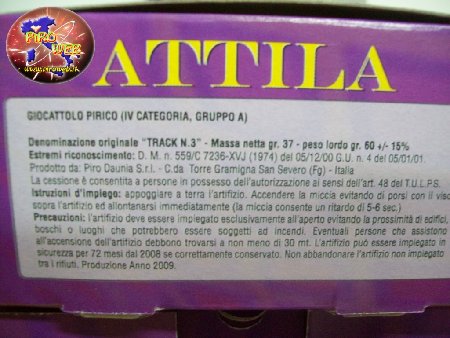 PIRO
WEB
www.piroweb.it
ATTILA
GIOCATTOLO PIRICO (IV CATEGORIA, GRUPPO A)
Denominazione originale "TRACK N.3" - Massa netta gr. 37 - peso lordo gr. 60 +/- 15%
Estremi riconoscimento: D. M. n. 559/C 7236-XVJ (1974) del 05/12/00 G.U. n. 4 del 05/01/01.
Prodotto da: Piro Daunia S.r.l. - C.da Torre Gramigna San Severo (Fg) - Italia
La cessione è consentita a persone in possesso dell'autorizzazione ai sensi dell'art. 48 del T.U.L.P.S.
Istruzioni d'impiego: appoggiare a terra l'artifizio. Accendere la miccia evitando di porsi con il viso
sopra l'artifizio ed allontanarsi immediatamente (la miccia consente un ritardo di 5-6 sec.)
Precauzioni: l'artifizio deve essere impiegato esclusivamente all'aperto evitando la prossimità di edifici,
boschi o luoghi che potrebbero essere soggetti ad incendi. Eventuali persone che assistono
all'accensione dell'artifizio debbono trovarsi a non meno di 30 mt. L'artifizio può essere impiegato in
sicurezza per 72 mesi dal 2008 se correttamente conservato. Non abbandonare l'artifizio non impiegato
tra i rifiuti. Produzione Anno 2009.